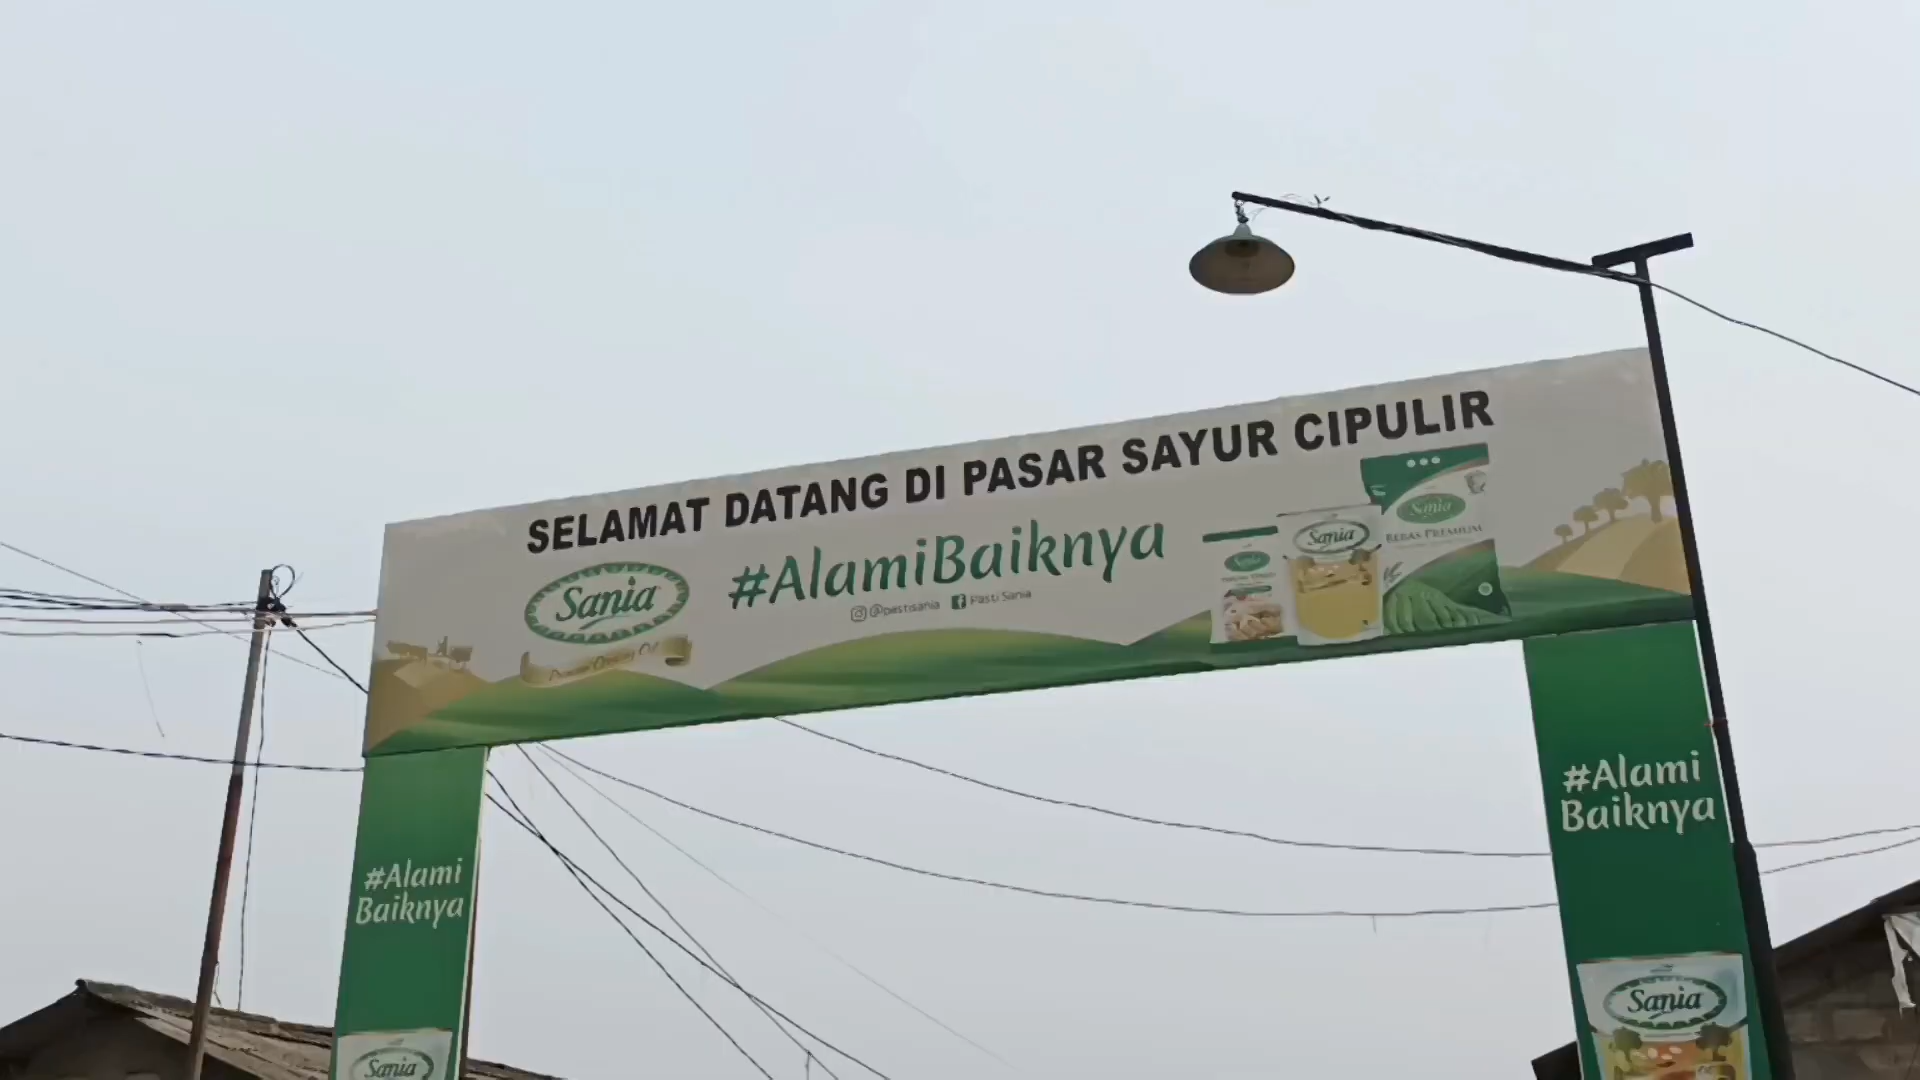 SELAMAT DATANG DI PASAR SAYUR CIPULIR
Sania
#AlamiBaiknya
@pastisania Pasti Sania
Sania
Sania
BERAS PREMIUM
#Alami
Baiknya
Sania
#Alami
Baiknya
Sania